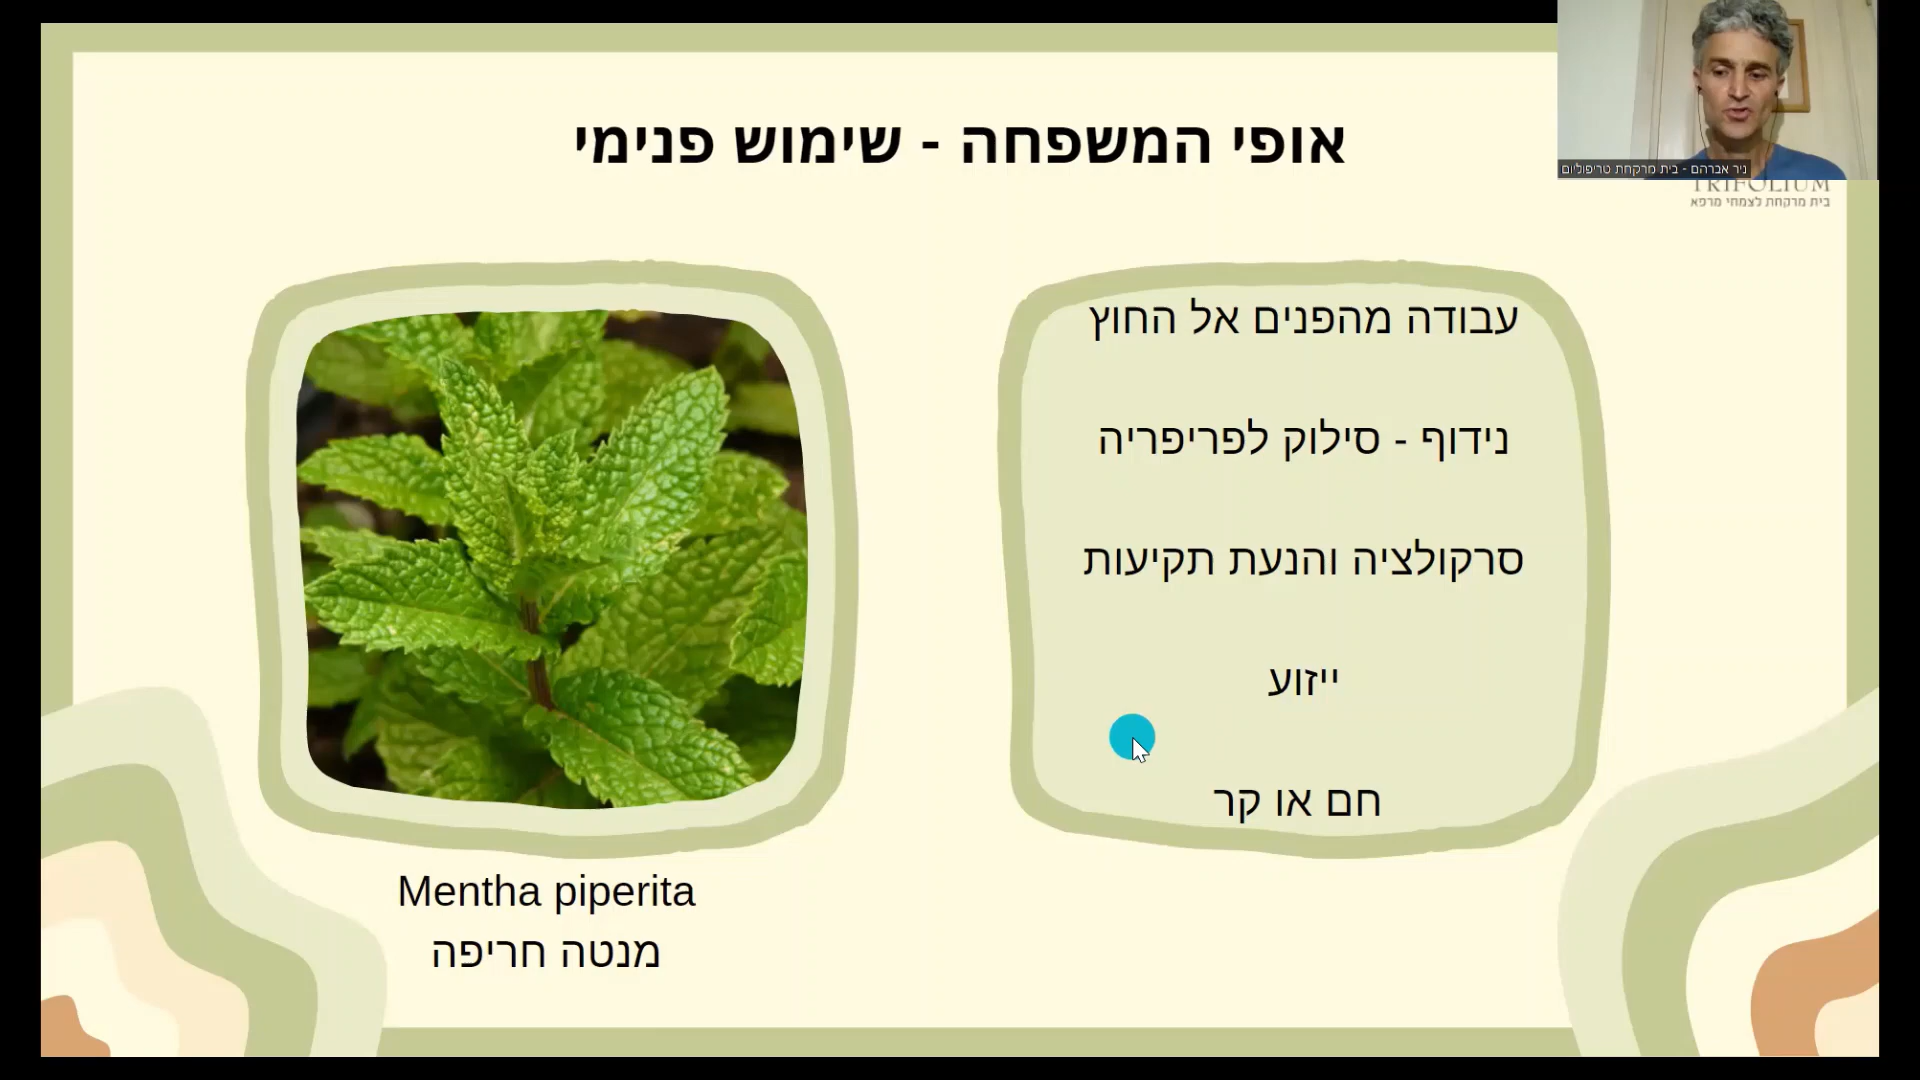 אופי המשפחה - שימוש פנימי
ניר אברהם - בית מרקחת טריפוליום
TRIFOLIUM
בית מרקחת לצמחי מרפא
עבודה מהפנים אל החוץ
נידוף - סילוק לפריפריה
סרקולציה והנעת תקיעות
ייזוע
חם או קר
Mentha piperita
מנטה חריפה